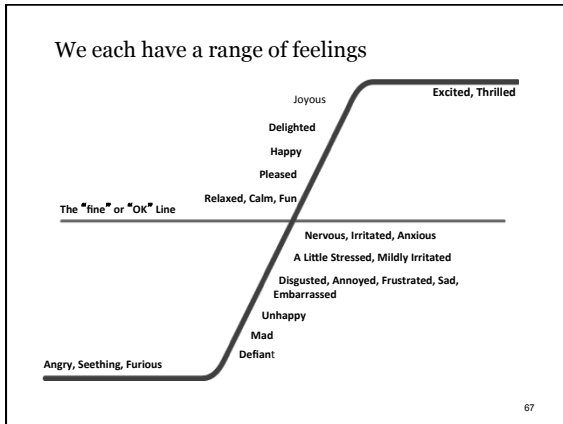 We each have a range of feelings
Excited, Thrilled
Joyous
Delighted
Happy
Pleased
Relaxed, Calm, Fun
The “fine” or “OK” Line
Nervous, Irritated, Anxious
A Little Stressed, Mildly Irritated
Disgusted, Annoyed, Frustrated, Sad,
Embarrassed
Unhappy
Mad
Defiant
Angry, Seething, Furious
67